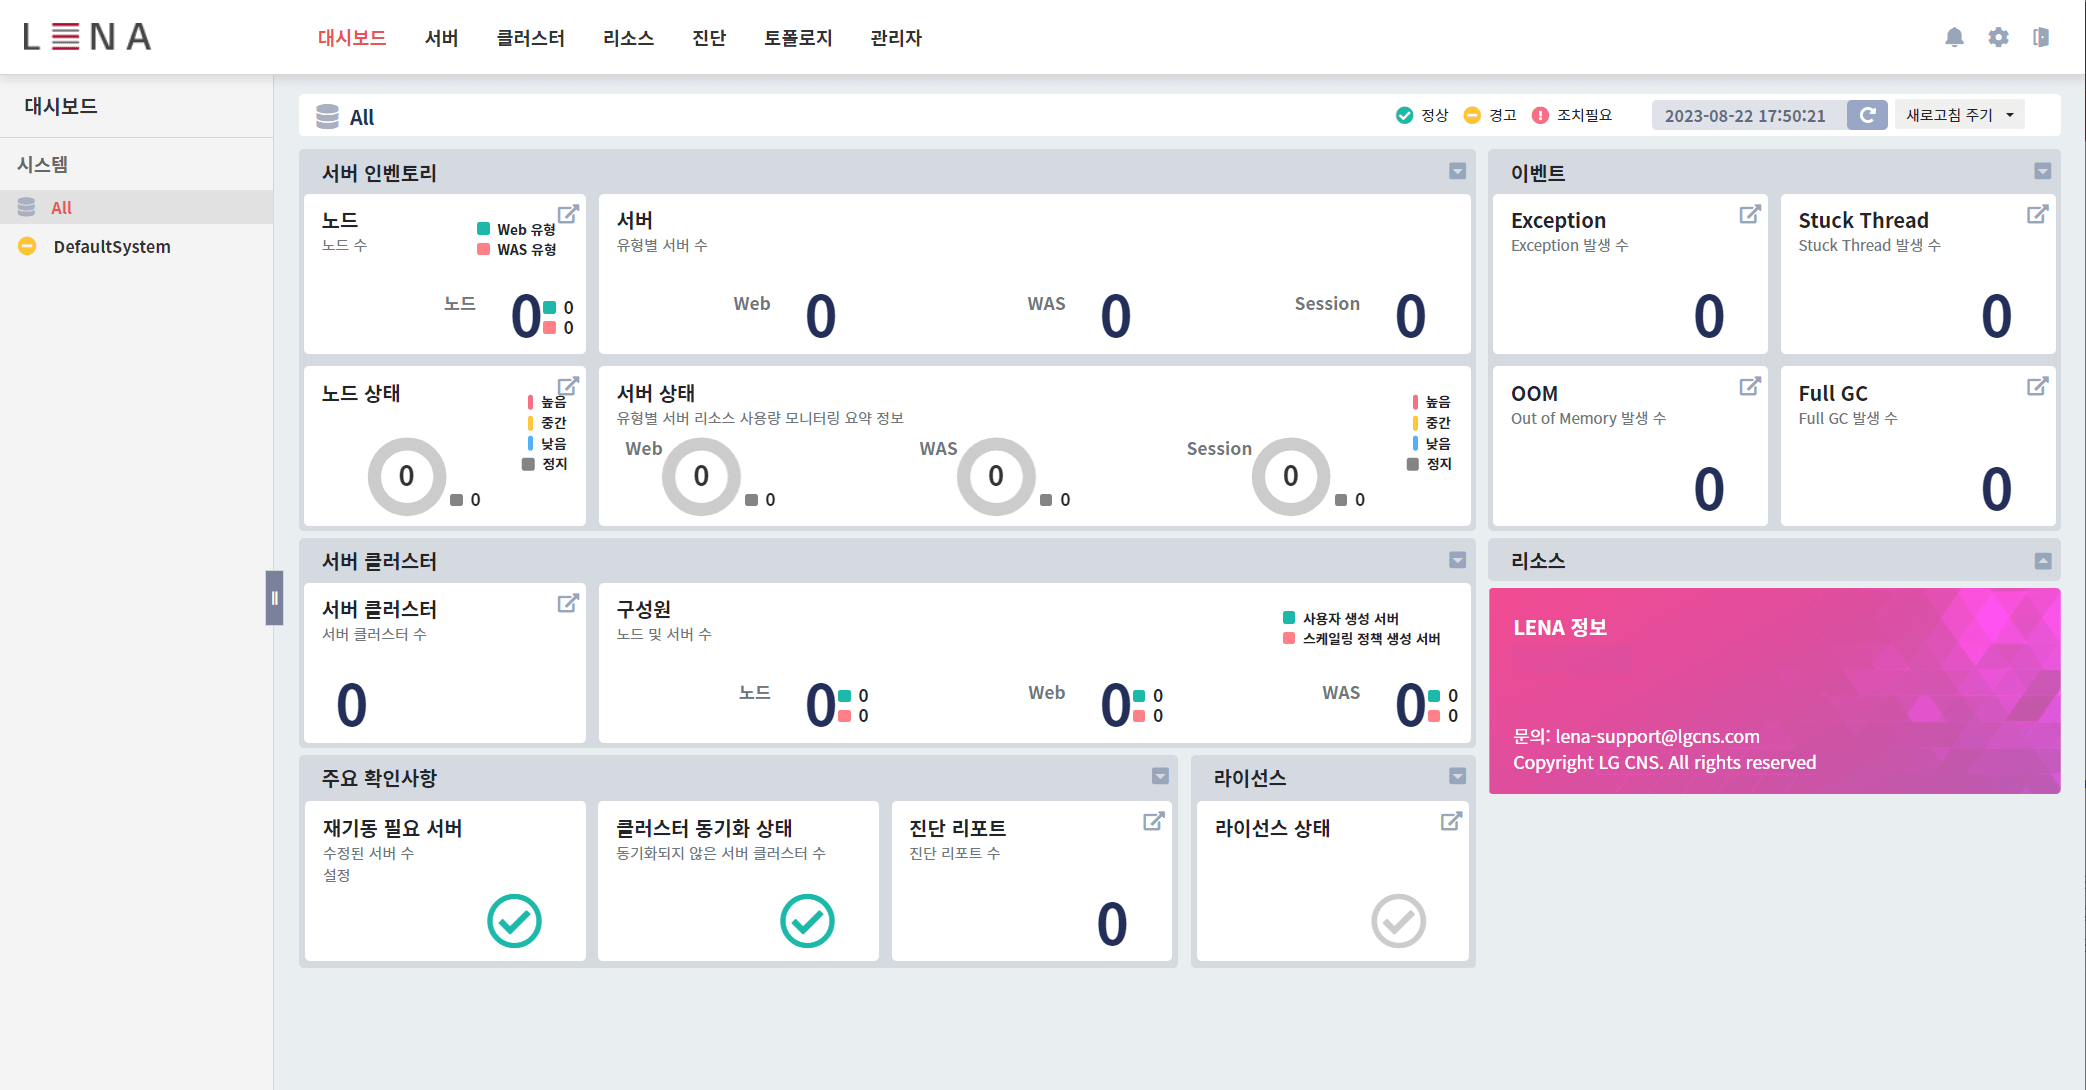 LENA
대시보드 서버 클러스터 리소스 진단 토폴로지 관리자
대시보드
시스템
All
DefaultSystem
All
정상 경고 조치필요 2023-08-22 17:50:21 새로고침 주기
서버 인벤토리
노드
노드 수
Web 유형
WAS 유형
노드 0 0
0
서버
유형별 서버 수
Web 0 WAS 0 Session 0
노드 상태
높음
중간
낮음
정지
0 0
서버 상태
유형별 서버 리소스 사용량 모니터링 요약 정보
높음
중간
낮음
정지
Web 0 0 WAS 0 0 Session 0 0
이벤트
Exception
Exception 발생 수
0
Stuck Thread
Stuck Thread 발생 수
0
OOM
Out of Memory 발생 수
0
Full GC
Full GC 발생 수
0
서버 클러스터
서버 클러스터
서버 클러스터 수
0
구성원
노드 및 서버 수
사용자 생성 서버
스케일링 정책 생성 서버
노드 0 0 Web 0 0 WAS 0 0
0 0 0
리소스
LENA 정보
문의: lena-support@lgcns.com
Copyright LG CNS. All rights reserved
주요 확인사항
재기동 필요 서버
수정된 서버 수
설정
클러스터 동기화 상태
동기화되지 않은 서버 클러스터 수
진단 리포트
진단 리포트 수
0
라이선스
라이선스 상태